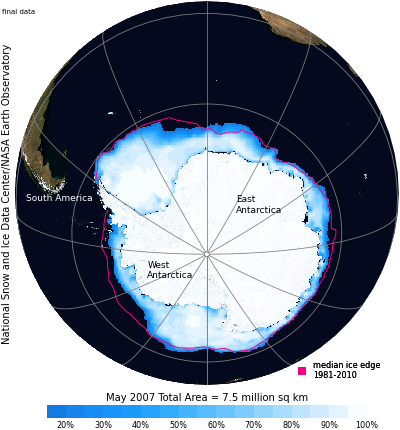 final data
National Snow and Ice Data Center/NASA Earth Observatory
South America
East
Antarctica
West
Antarctica
median ice edge
1981-2010
May 2007 Total Area = 7.5 million sq km
20% 30% 40% 50% 60% 70% 80% 90% 100%